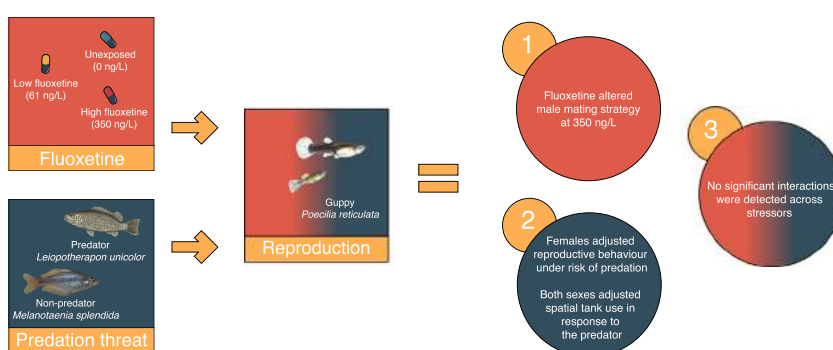 Unexposed
(0 ng/L)
Low fluoxetine
(61 ng/L)
High fluoxetine
(350 ng/L)
Fluoxetine
Predator
Leiopotherapon unicolor
Non-predator
Melanotaenia splendida
Predation threat
Guppy
Poecilia reticulata
Reproduction
1
Fluoxetine altered
male mating strategy
at 350 ng/L
2
Females adjusted
reproductive behaviour
under risk of predation
Both sexes adjusted
spatial tank use in
response to
the predator
3
No significant interactions
were detected across
stressors